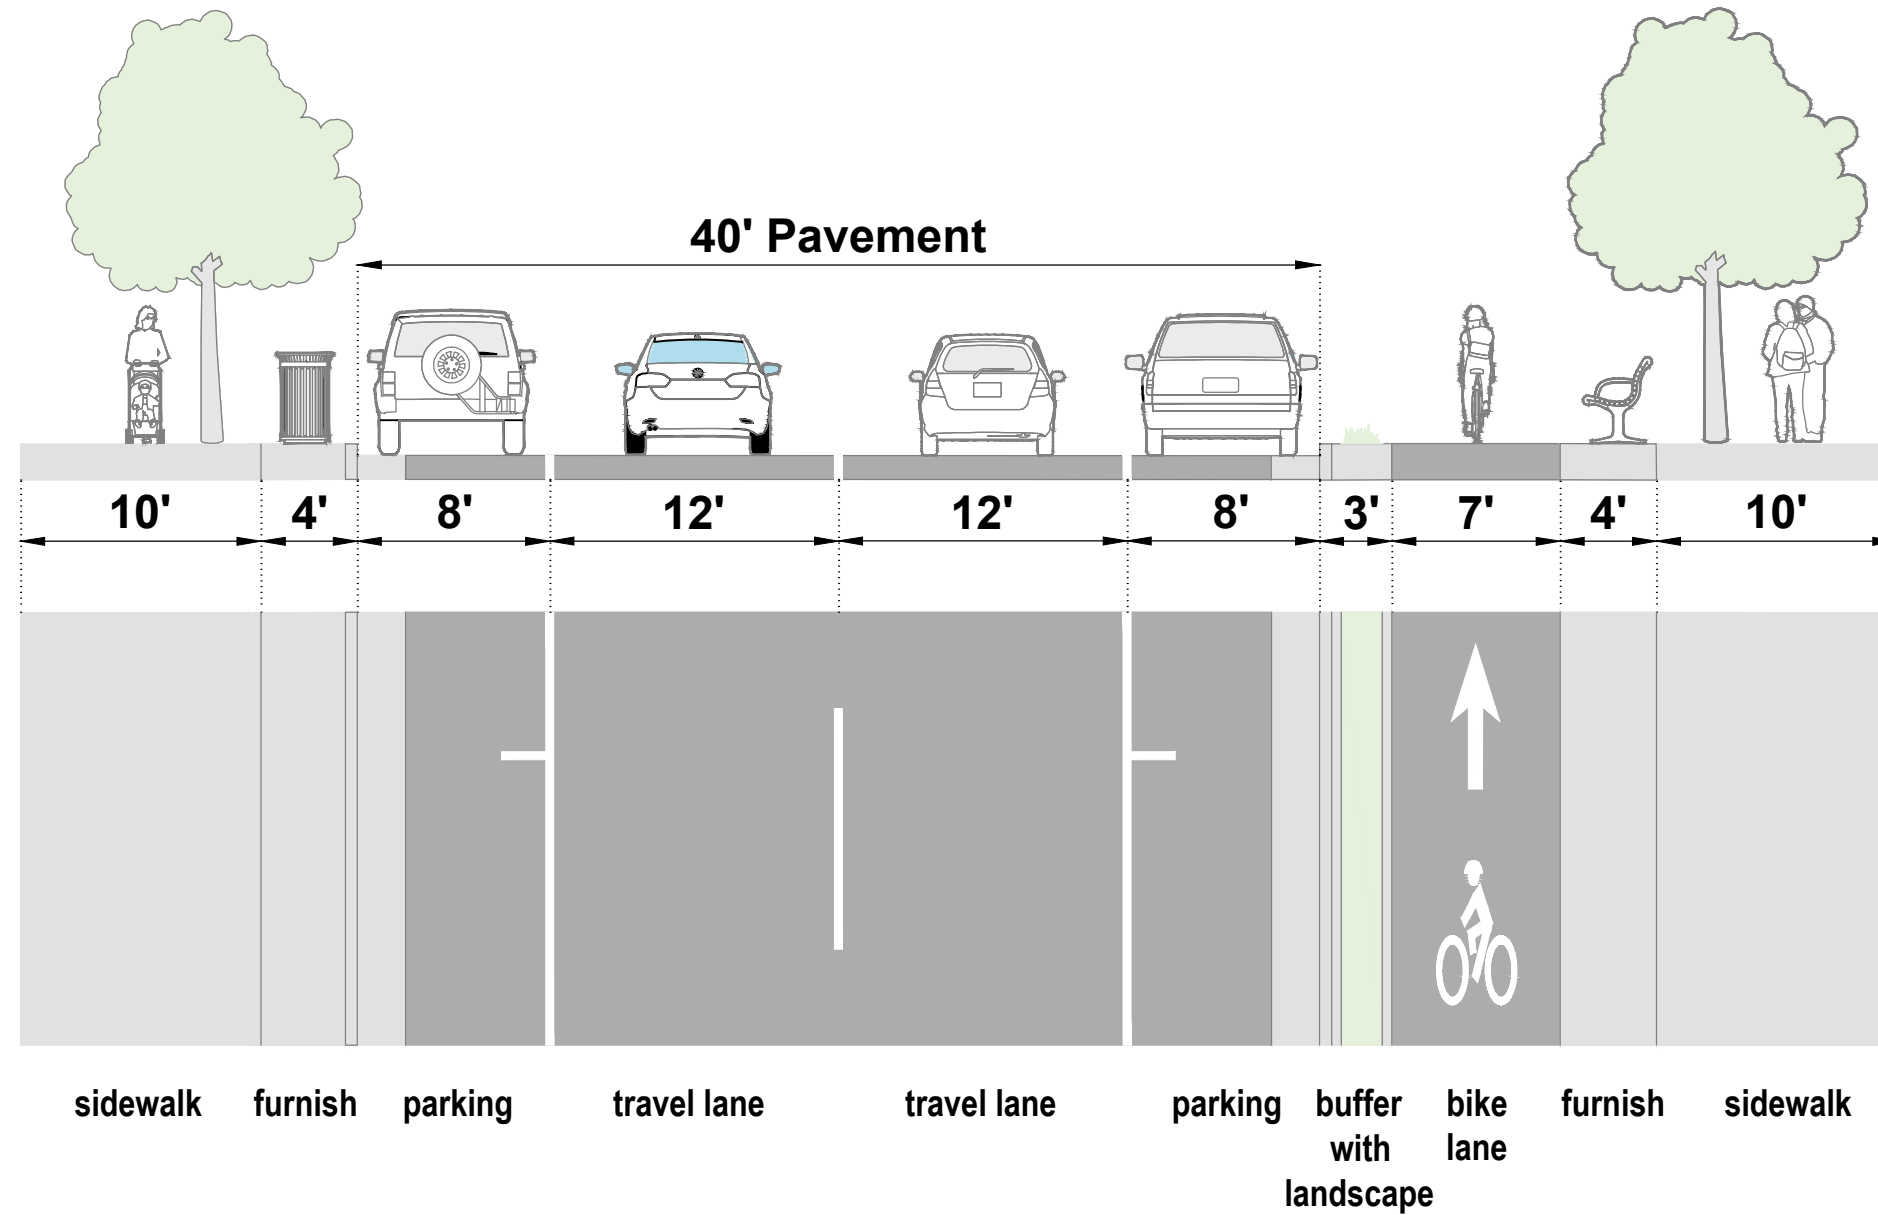 40' Pavement
10' 4' 8' 12' 12' 8' 3' 7' 4' 10'
sidewalk furnish parking travel lane travel lane parking buffer bike furnish sidewalk
with lane
landscape